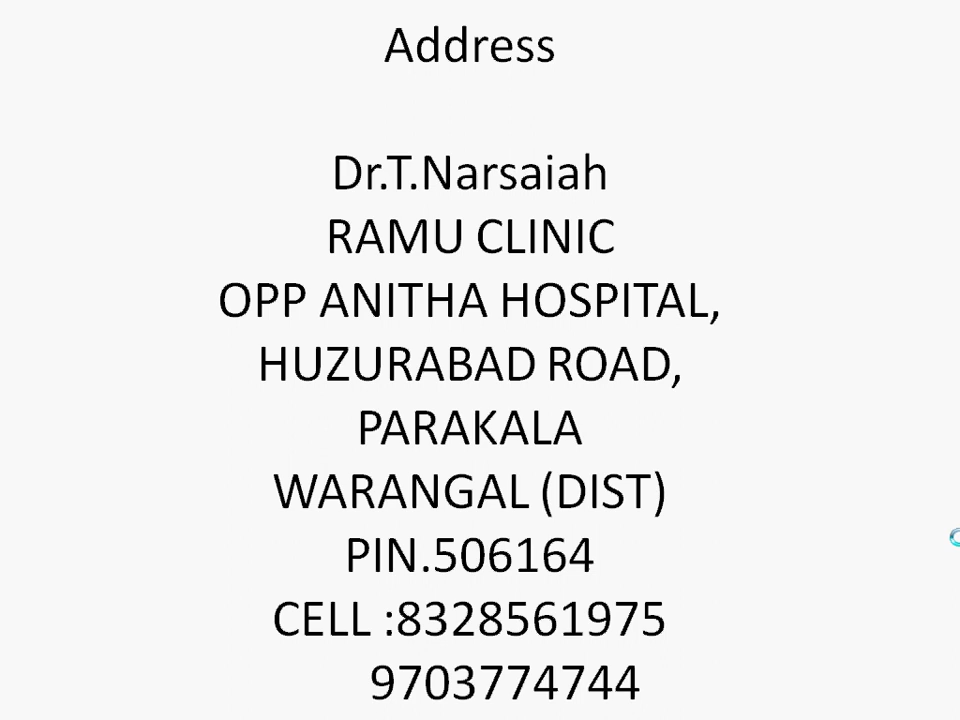 Address
Dr.T.Narsaiah
RAMU CLINIC
OPP ANITHA HOSPITAL,
HUZURABAD ROAD,
PARAKALA
WARANGAL (DIST)
PIN.506164
CELL :8328561975
9703774744